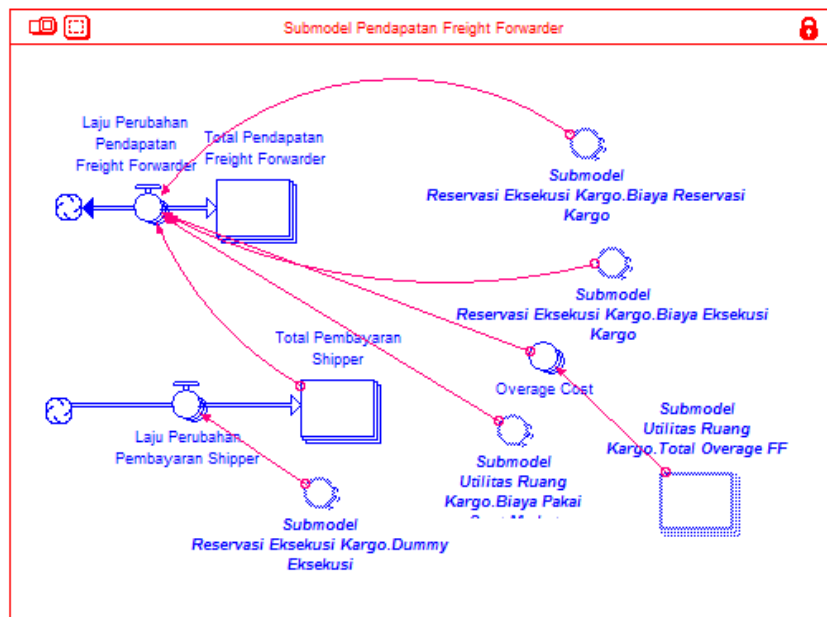 Submodel Pendapatan Freight Forwarder
Laju Perubahan
Pendapatan
Freight Forwarder
Total Pendapatan
Freight Forwarder
Submodel
Reservasi Eksekusi Kargo.Biaya Reservasi
Kargo
Submodel
Reservasi Eksekusi Kargo.Biaya Eksekusi
Kargo
Total Pembayaran
Shipper
Overage Cost
Laju Perubahan
Pembayaran Shipper
Submodel
Utilitas Ruang
Kargo.Total Overage FF
Submodel
Utilitas Ruang
Kargo.Biaya Pakai
Submodel
Reservasi Eksekusi Kargo.Dummy
Eksekusi